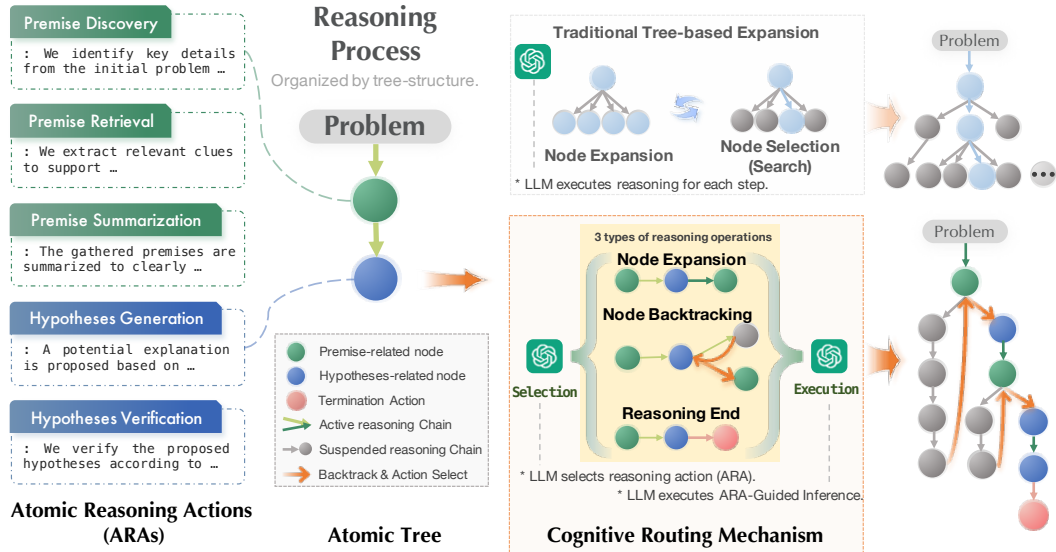 Premise Discovery
: We identify key details
from the initial problem …
Premise Retrieval
: We extract relevant clues
to support …
Premise Summarization
: The gathered premises are
summarized to clearly …
Hypotheses Generation
: A potential explanation
is proposed based on …
Hypotheses Verification
: We verify the proposed
hypotheses according to …
Atomic Reasoning Actions
(ARAs)
Reasoning
Process
Organized by tree-structure.
Problem
Premise-related node
Hypotheses-related node
Termination Action
Active reasoning Chain
Suspended reasoning Chain
Backtrack & Action Select
Atomic Tree
Traditional Tree-based Expansion
Node Expansion
Node Selection
(Search)
* LLM executes reasoning for each step.
3 types of reasoning operations
Node Expansion
Node Backtracking
Reasoning End
Selection
Execution
* LLM selects reasoning action (ARA).
* LLM executes ARA-Guided Inference.
Cognitive Routing Mechanism
Problem
Problem